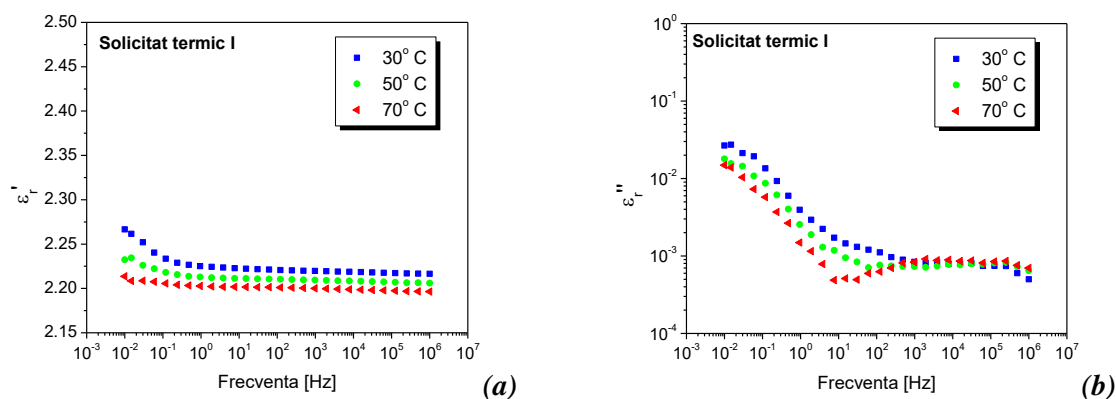 Solicitat termic I
30° C
50° C
70° C
εr'
2.50
2.45
2.40
2.35
2.30
2.25
2.20
2.15
10-3 10-2 10-1 100 101 102 103 104 105 106 107
Frecventa [Hz]
(a)
Solicitat termic I
30° C
50° C
70° C
εr''
100
10-1
10-2
10-3
10-4
10-3 10-2 10-1 100 101 102 103 104 105 106 107
Frecventa [Hz]
(b)